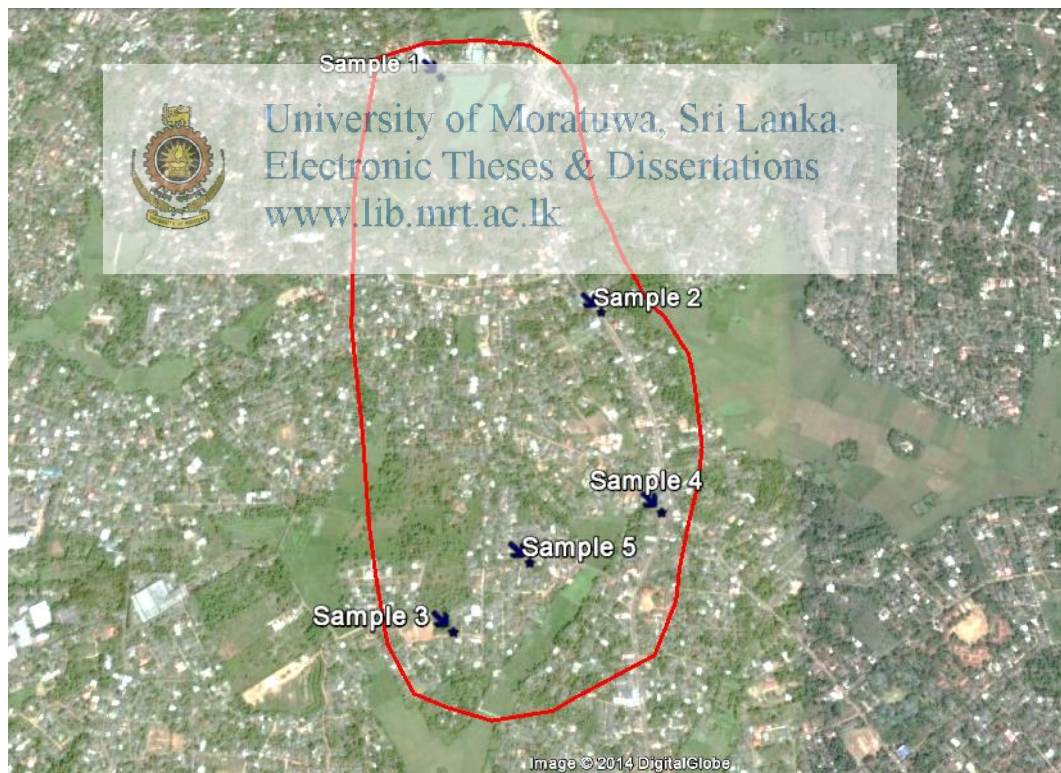 Sample 1
University of Moratuwa, Sri Lanka.
Electronic Theses & Dissertations
www.lib.mrt.ac.lk
Sample 2
Sample 4
Sample 5
Sample 3
Image © 2014 DigitalGlobe